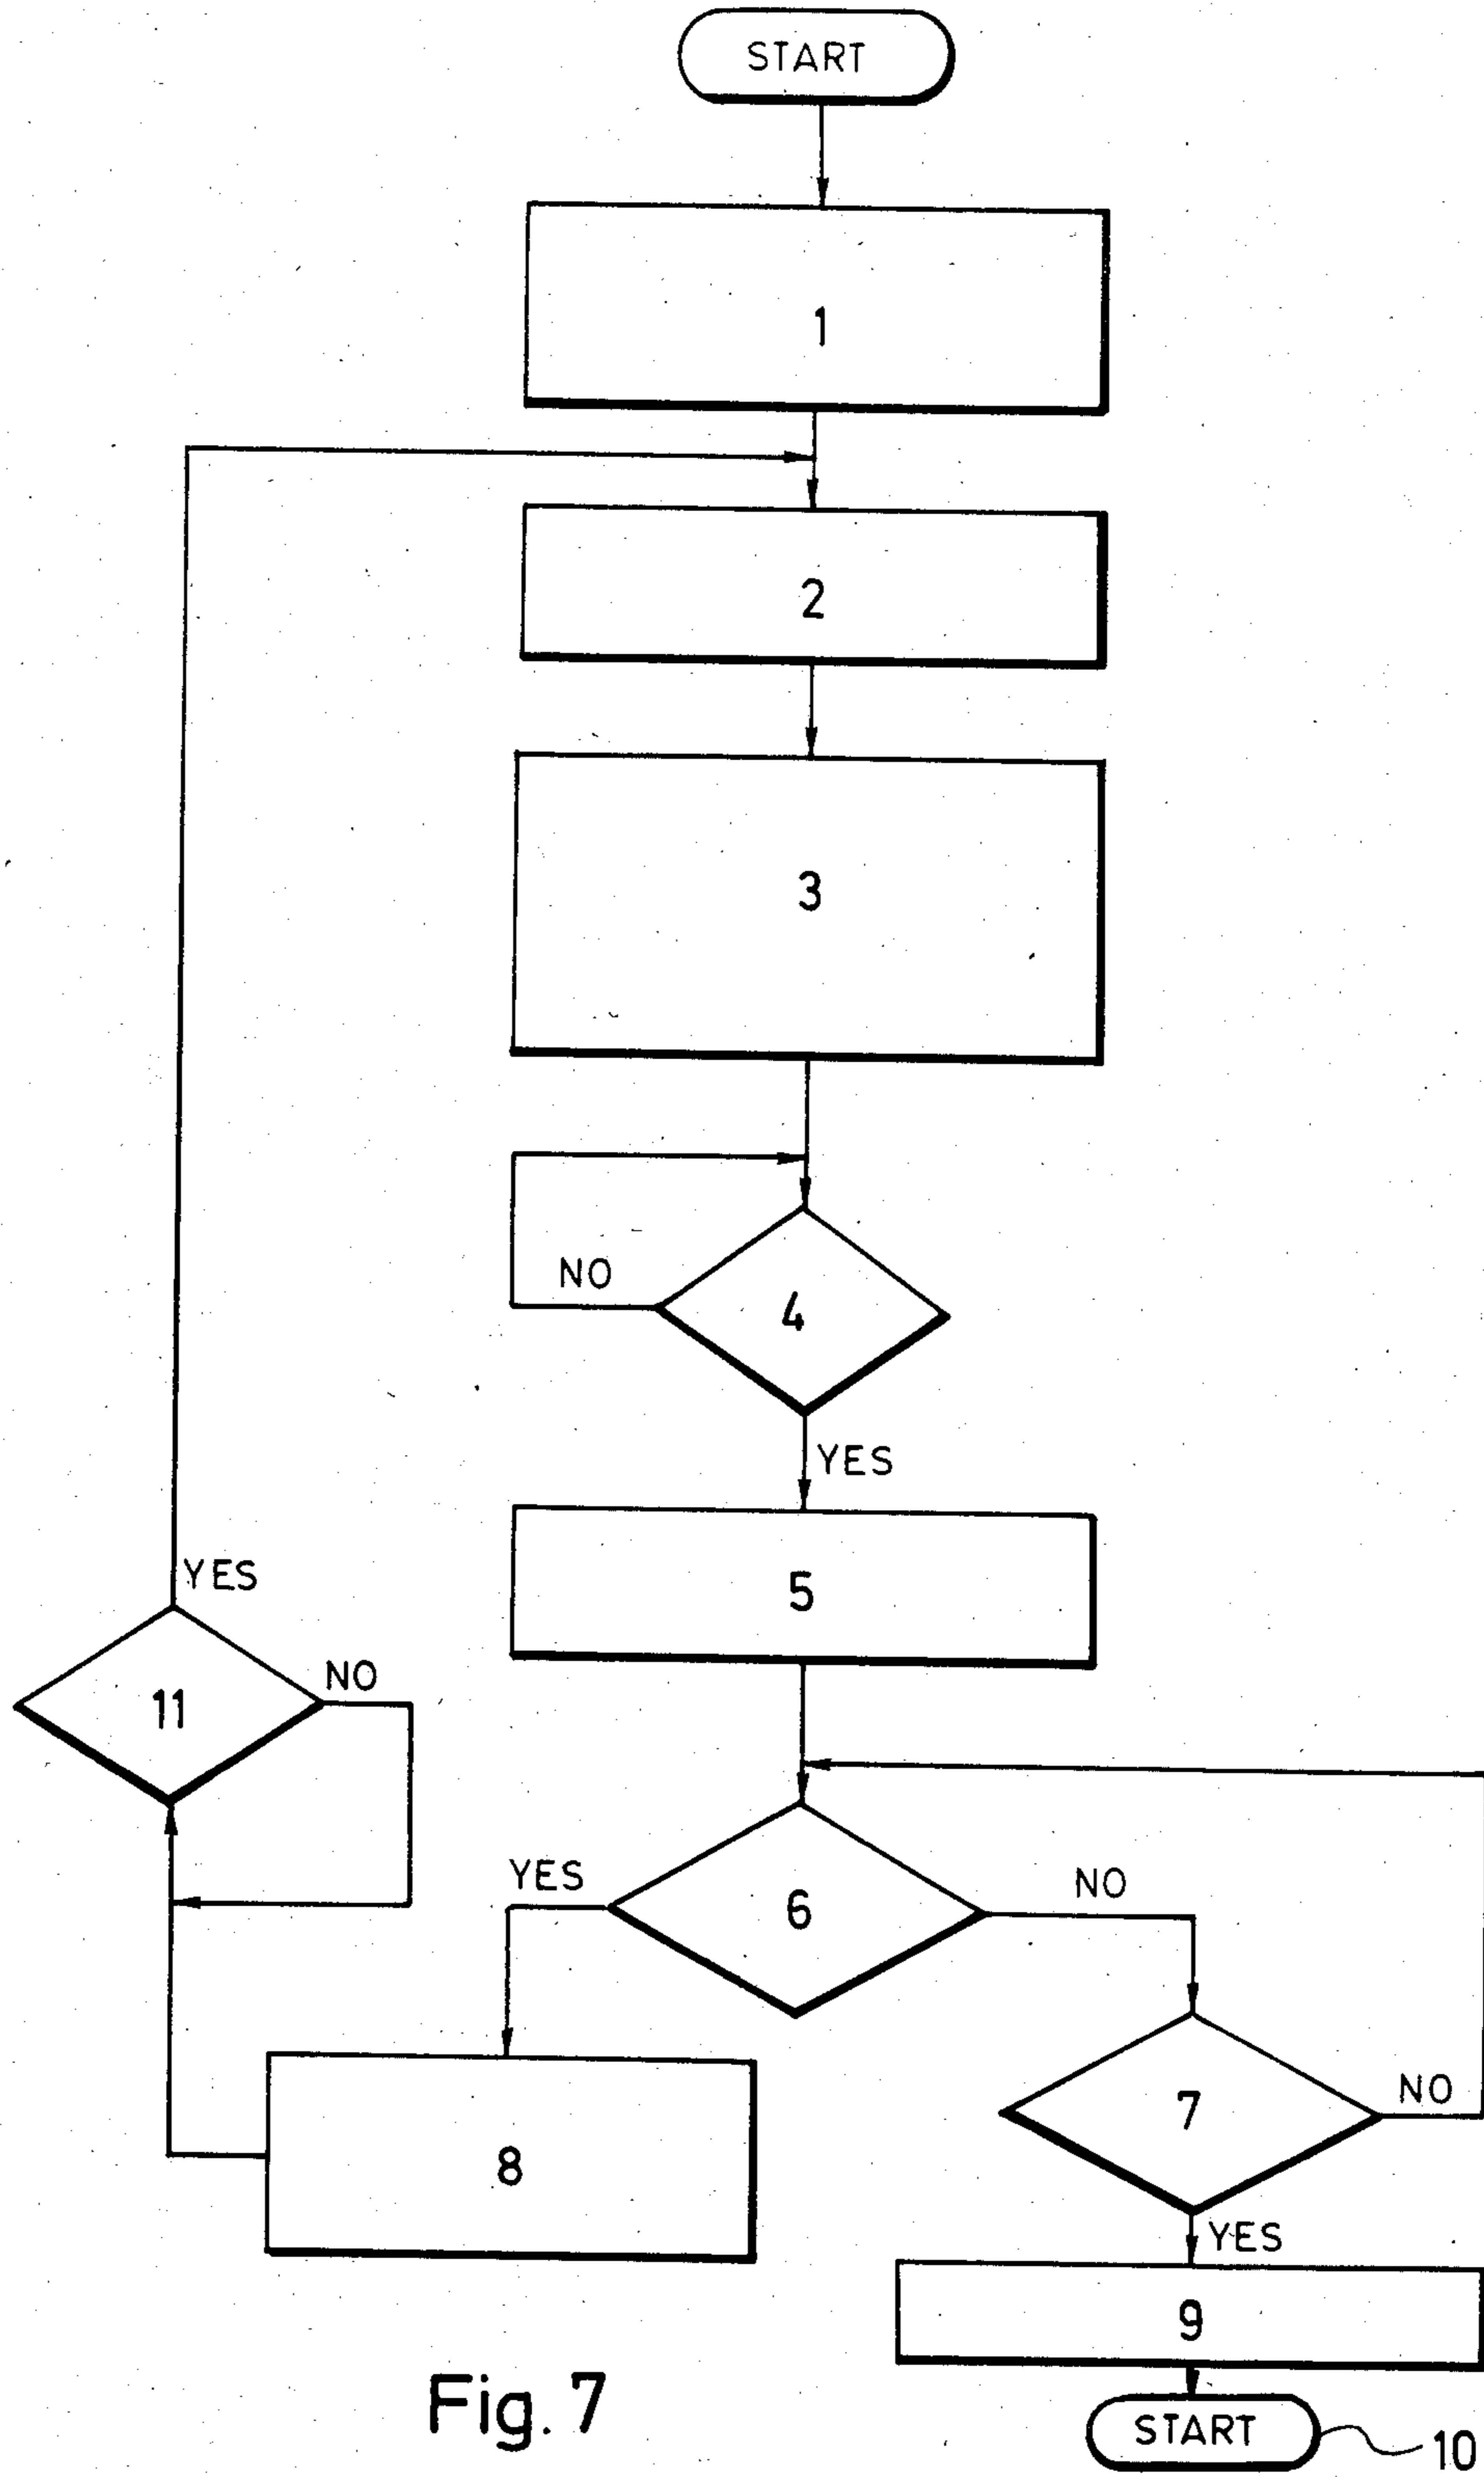 START
1
2
3
NO
4
YES
5
YES
NO
11
YES
NO
6
7
NO
8
YES
9
START
10
Fig. 7